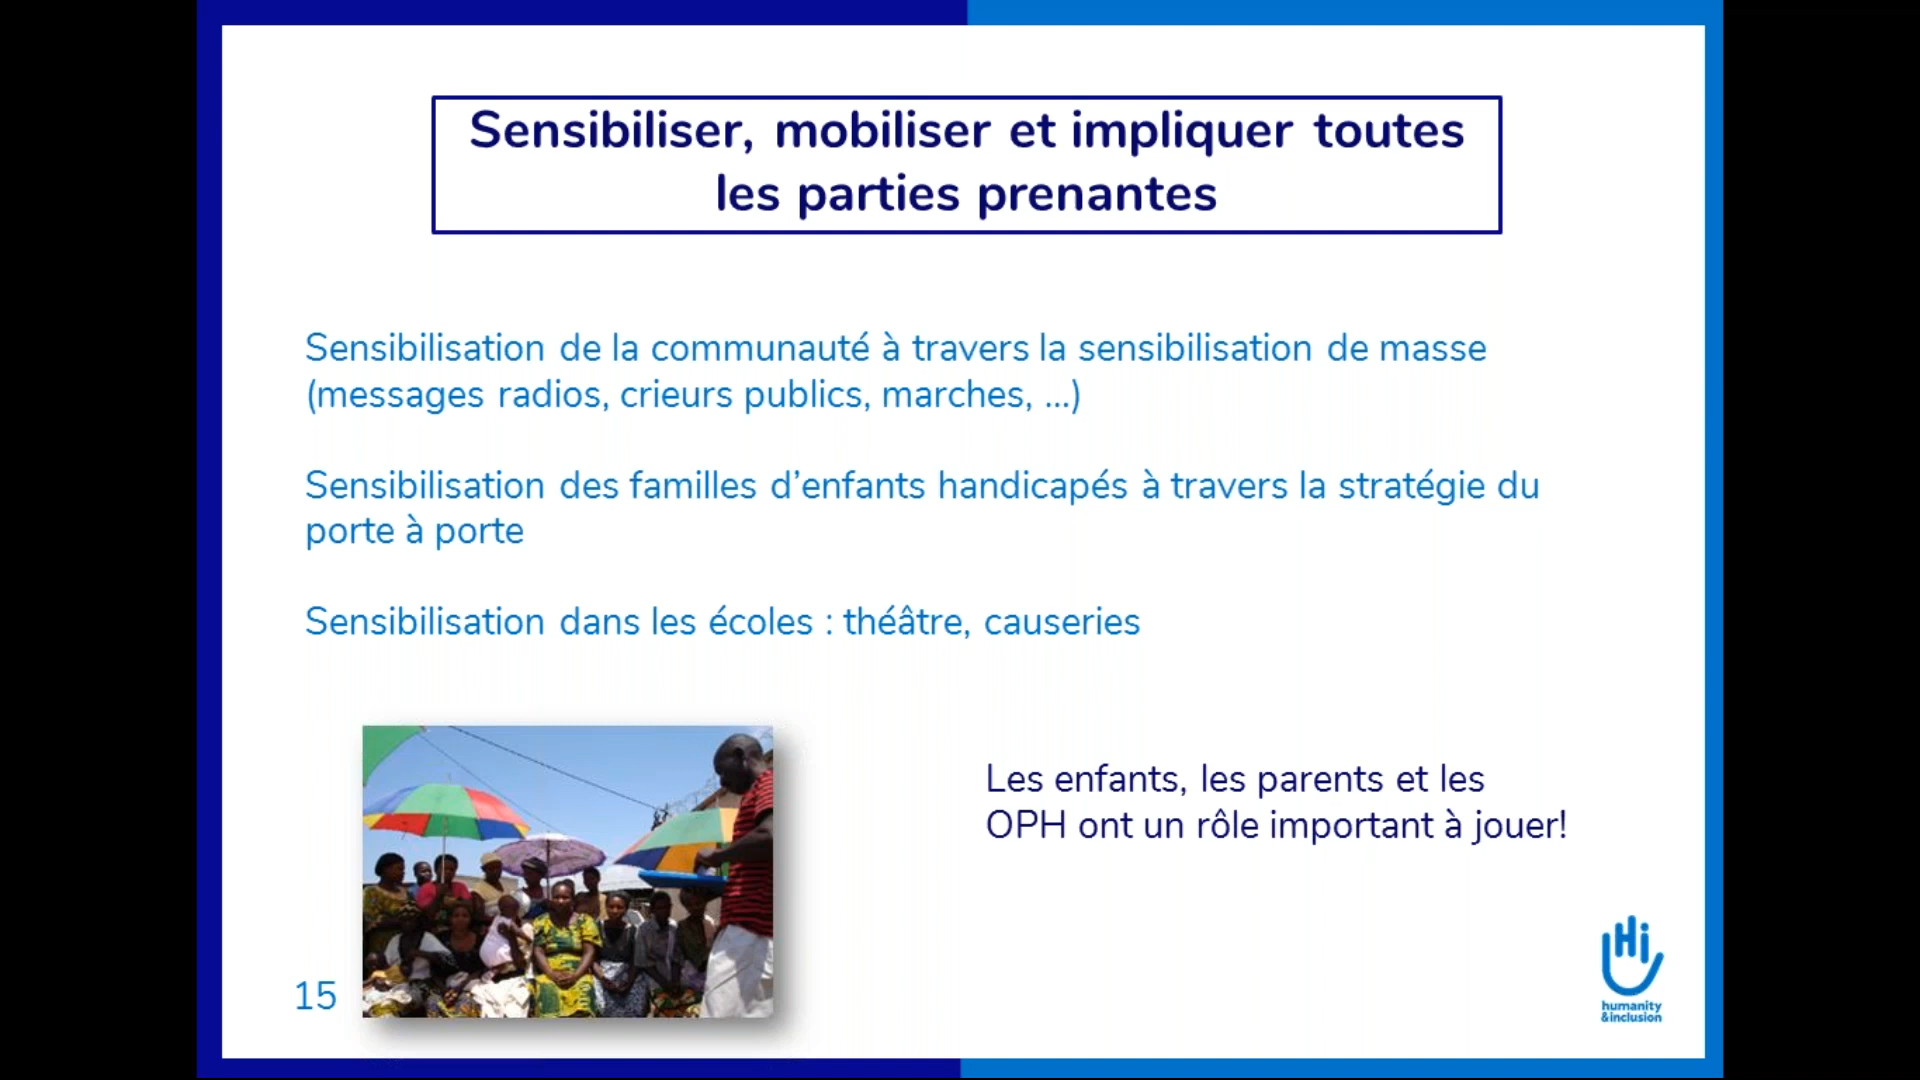 Sensibiliser, mobiliser et impliquer toutes
les parties prenantes
Sensibilisation de la communauté à travers la sensibilisation de masse
(messages radios, crieurs publics, marches, ...)
Sensibilisation des familles d’enfants handicapés à travers la stratégie du
porte à porte
Sensibilisation dans les écoles : théâtre, causeries
Les enfants, les parents et les
OPH ont un rôle important à jouer!
15
Hi
humanity
&inclusion